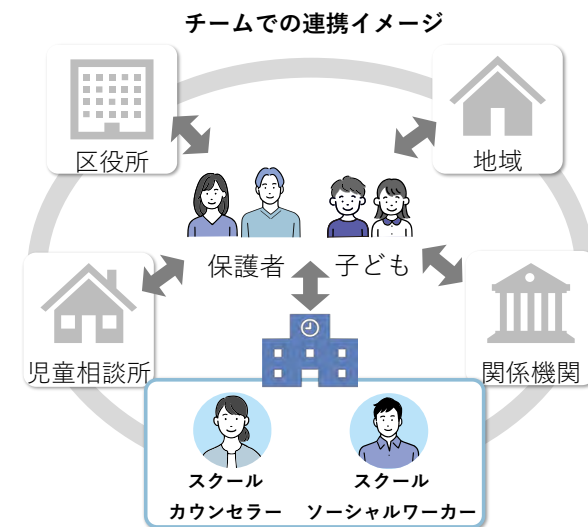 チームでの連携イメージ
区役所
地域
保護者
子ども
児童相談所
関係機関
スクール
カウンセラー
スクール
ソーシャルワーカー